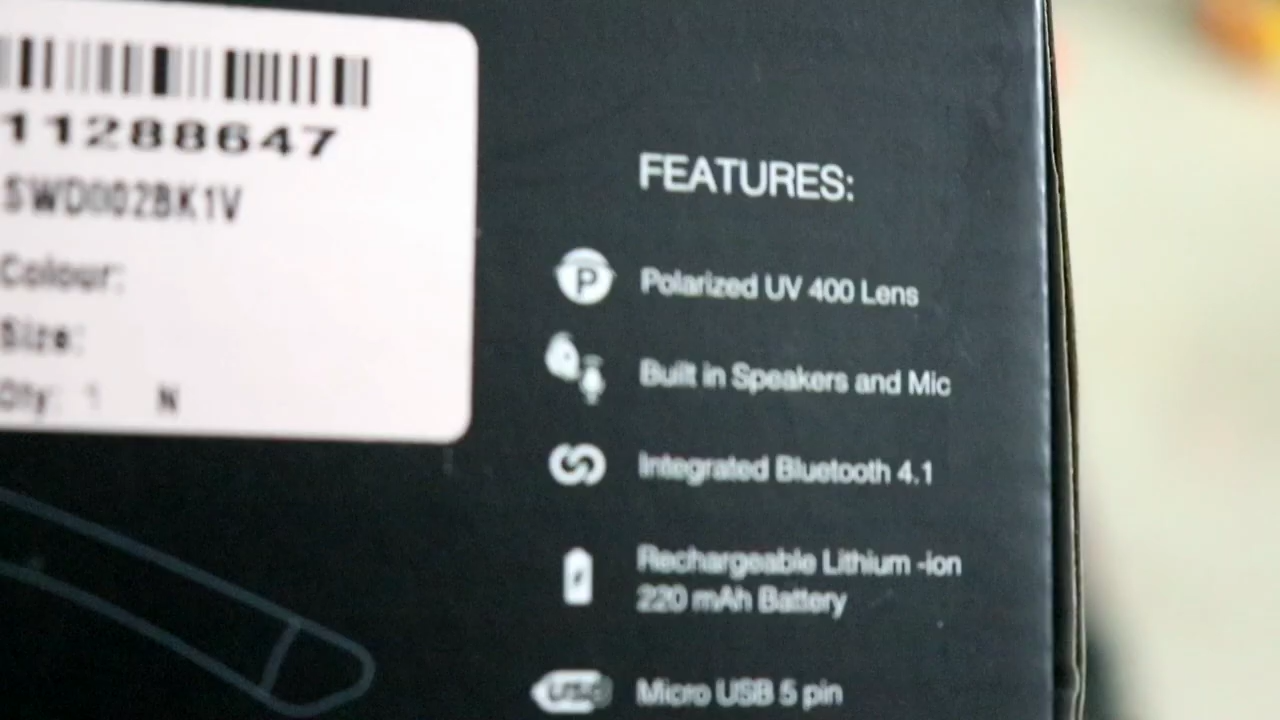 11288647
SWD002BK1V
Colour:
Size:
Qty: 1 N
FEATURES:
P
Polarized UV 400 Lens
Built in Speakers and Mic
Integrated Bluetooth 4.1
Rechargeable Lithium -ion
220 mAh Battery
USB
Micro USB 5 pin